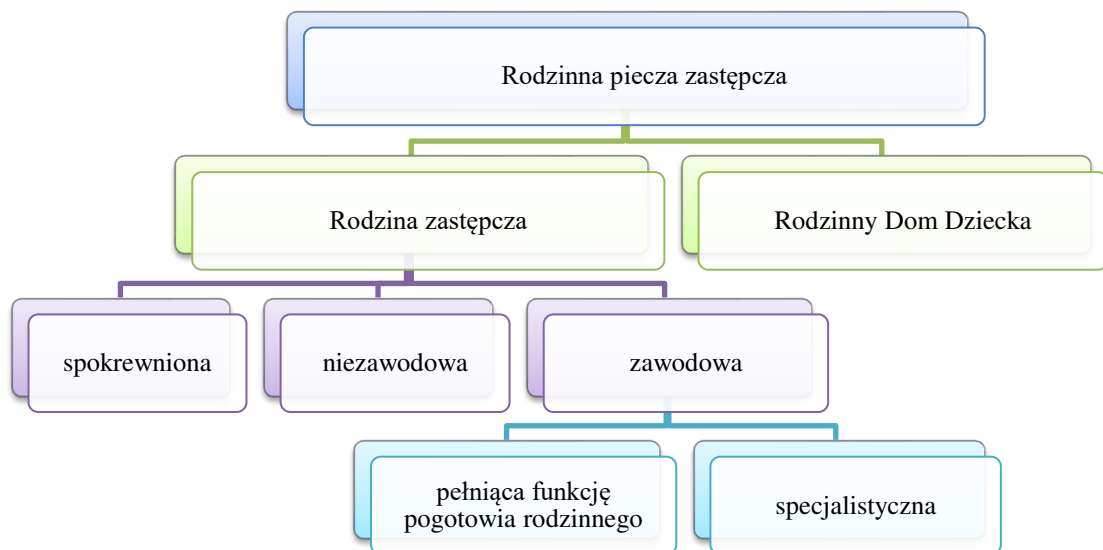 Rodzinna piecza zastępcza
Rodzina zastępcza
Rodzinny Dom Dziecka
spokrewniona
niezawodowa
zawodowa
pełniąca funkcję
pogotowia rodzinnego
specjalistyczna